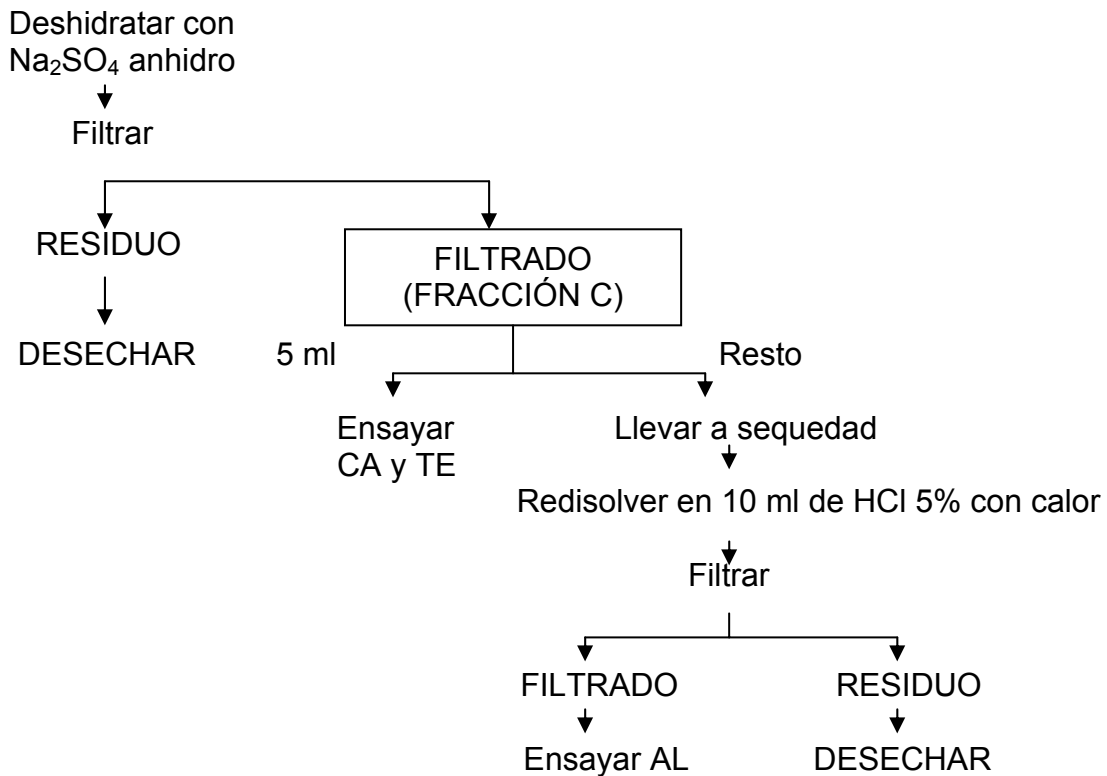 Deshidratar con
Na₂SO₄ anhidro
Filtrar
RESIDUO
FILTRADO
(FRACCIÓN C)
DESECHAR
5 ml
Resto
Ensayar
CA y TE
Llevar a sequedad
Redisolver en 10 ml de HCl 5% con calor
Filtrar
FILTRADO
RESIDUO
Ensayar AL
DESECHAR